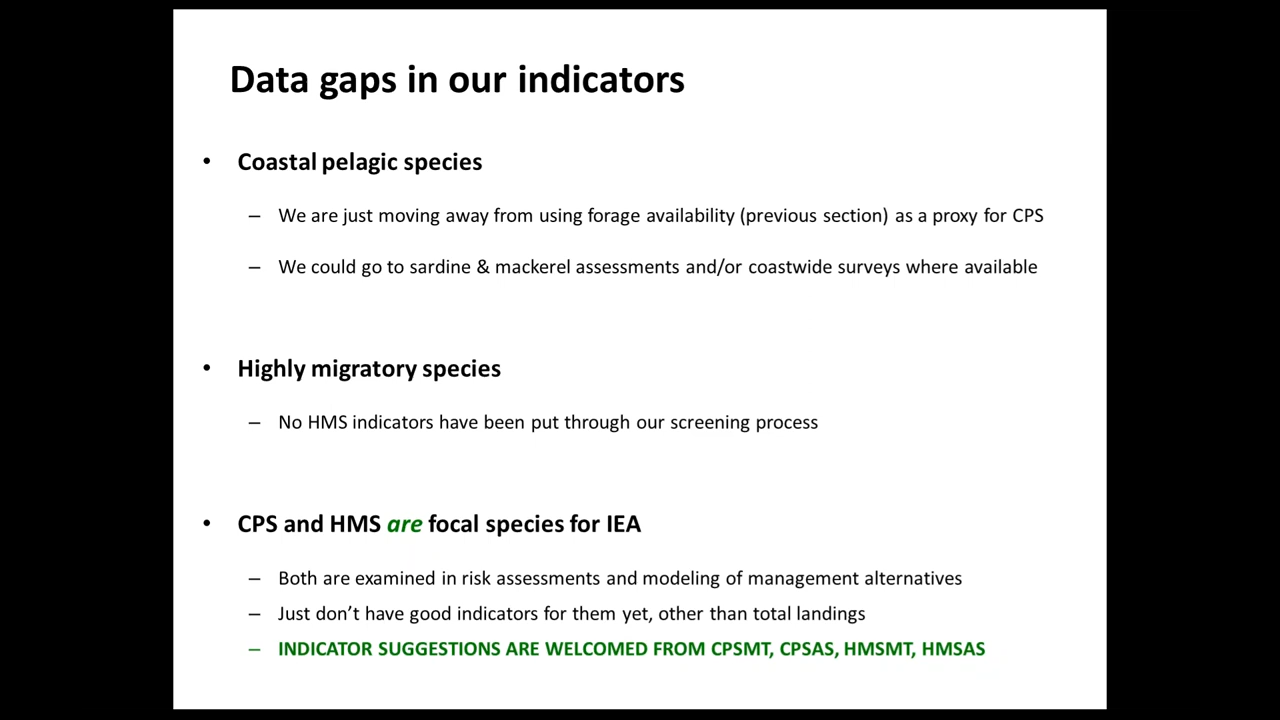 Data gaps in our indicators
• Coastal pelagic species
– We are just moving away from using forage availability (previous section) as a proxy for CPS
– We could go to sardine & mackerel assessments and/or coastwide surveys where available
• Highly migratory species
– No HMS indicators have been put through our screening process
• CPS and HMS are focal species for IEA
– Both are examined in risk assessments and modeling of management alternatives
– Just don’t have good indicators for them yet, other than total landings
– INDICATOR SUGGESTIONS ARE WELCOMED FROM CPSMT, CPSAS, HMSMT, HMSAS